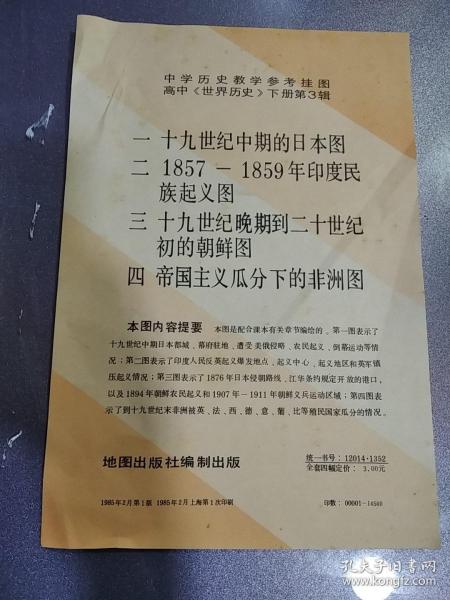 中学历史教学参考挂图
高中《世界历史》下册第3辑
一 十九世纪中期的日本图
二 1857－1859年印度民
族起义图
三 十九世纪晚期到二十世纪
初的朝鲜图
四 帝国主义瓜分下的非洲图
本图内容提要 本图是配合课本有关章节编绘的。第一图表示了
十九世纪中期日本都城、幕府驻地、遭受美俄侵略、农民起义、倒幕运动等情
况；第二图表示了印度人民反英起义爆发地点、起义中心、起义地区和英军镇
压起义情况；第三图表示了1876年日本侵朝路线，江华条约规定开放的港口，
以及1894年朝鲜农民起义和1907年－1911年朝鲜义兵运动区域；第四图表
示了到十九世纪末非洲被英、法、西、德、意、葡、比等殖民国家瓜分的情况。
地图出版社编制出版
统一书号：12014·1352
全套四幅定价： 3.00元
1985年2月第1版 1985年2月上海第1次印刷
印数：00001－14500
孔夫子旧书网
www.kongfz.com